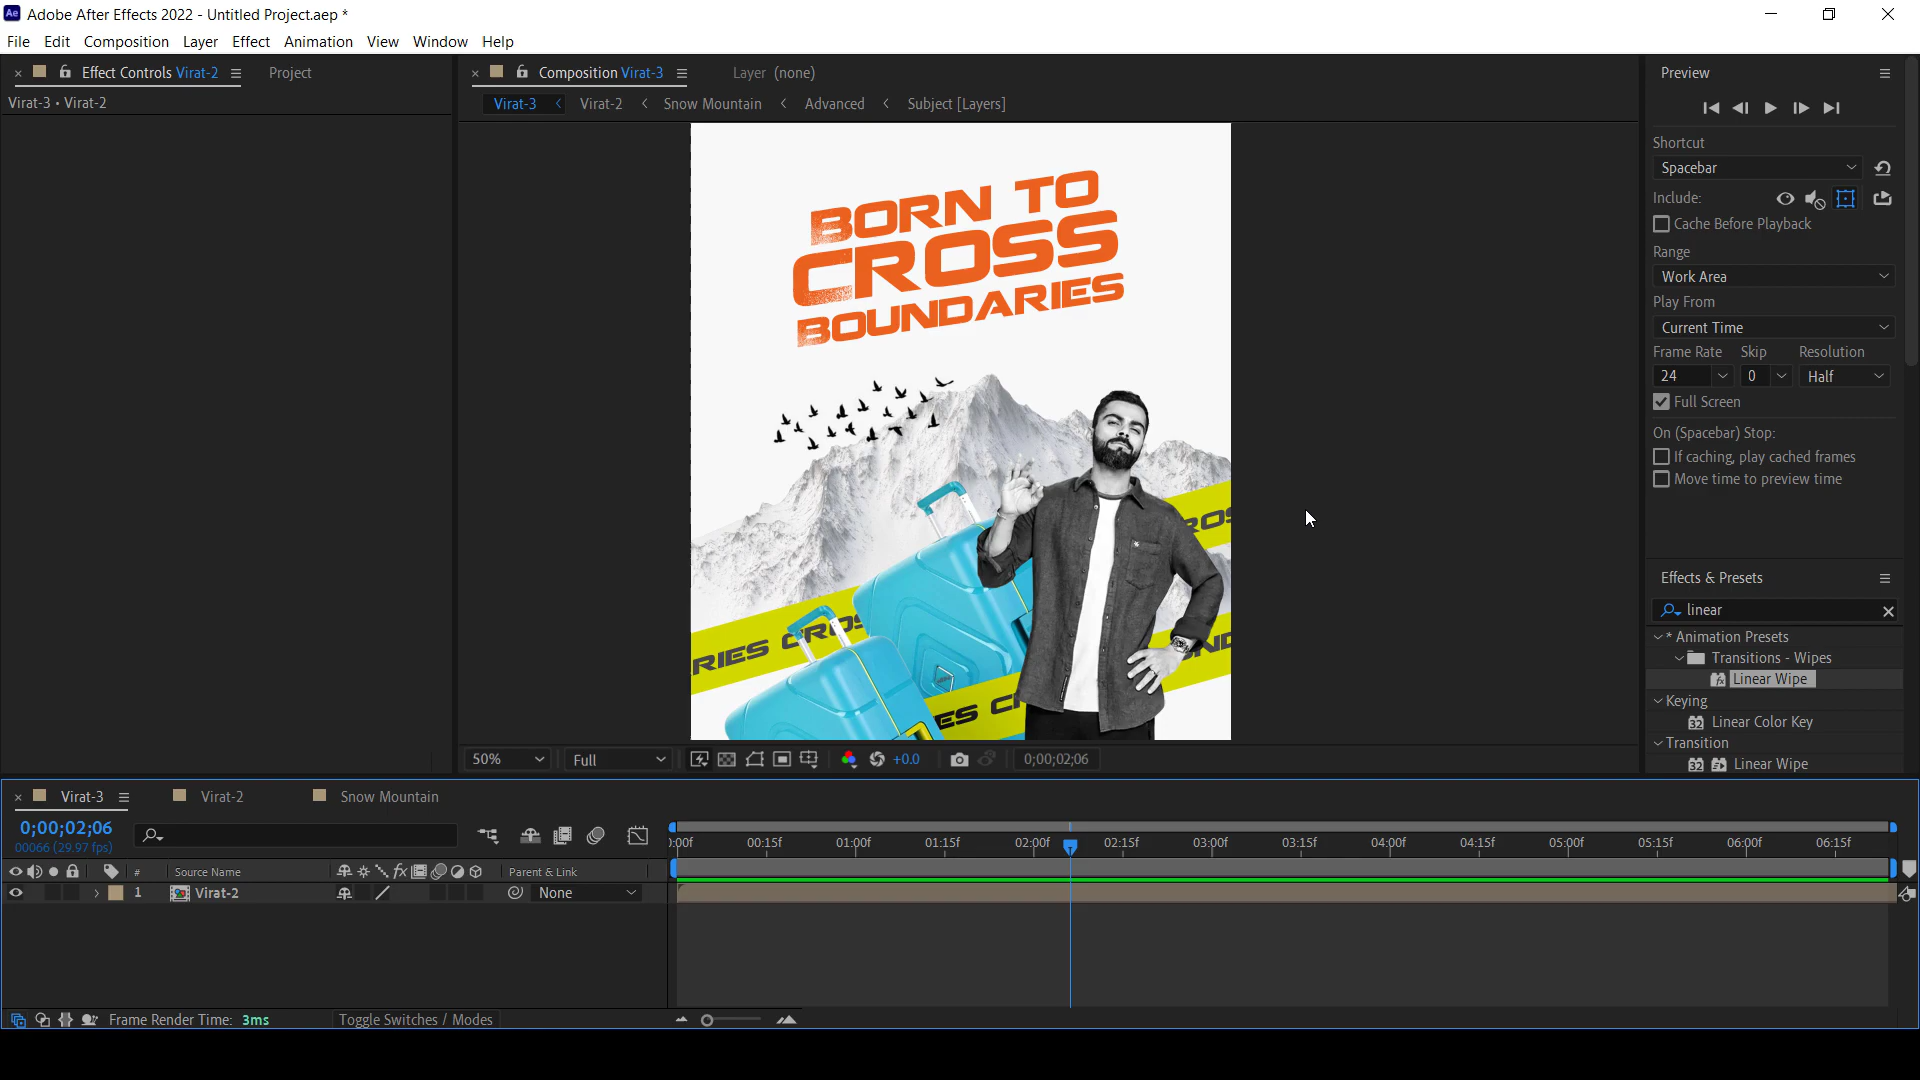 Ae Adobe After Effects 2022 - Untitled Project.aep *
File Edit Composition Layer Effect Animation View Window Help
× Effect Controls Virat-2 Project
× Composition Virat-3 Layer (none)
Preview
Virat-3 • Virat-2
Virat-3 Virat-2 Snow Mountain Advanced Subject [Layers]
BORN TO
CROSS
BOUNDARIES
CROS
RIES CROS
ND
ES C
Shortcut
Spacebar
Include:
Cache Before Playback
Range
Work Area
Play From
Current Time
Frame Rate Skip Resolution
24 0 Half
Full Screen
On (Spacebar) Stop:
If caching, play cached frames
Move time to preview time
Effects & Presets
linear
* Animation Presets
Transitions - Wipes
Linear Wipe
Keying
32 Linear Color Key
Transition
32 Linear Wipe
50% Full +0.0 0;00;02;06
× Virat-3 Virat-2 Snow Mountain
0;00;02;06
00066 (29.97 fps)
):00f 00:15f 01:00f 01:15f 02:00f 02:15f 03:00f 03:15f 04:00f 04:15f 05:00f 05:15f 06:00f 06:15f
# Source Name fx Parent & Link
1 Virat-2 None
Frame Render Time: 3ms Toggle Switches / Modes